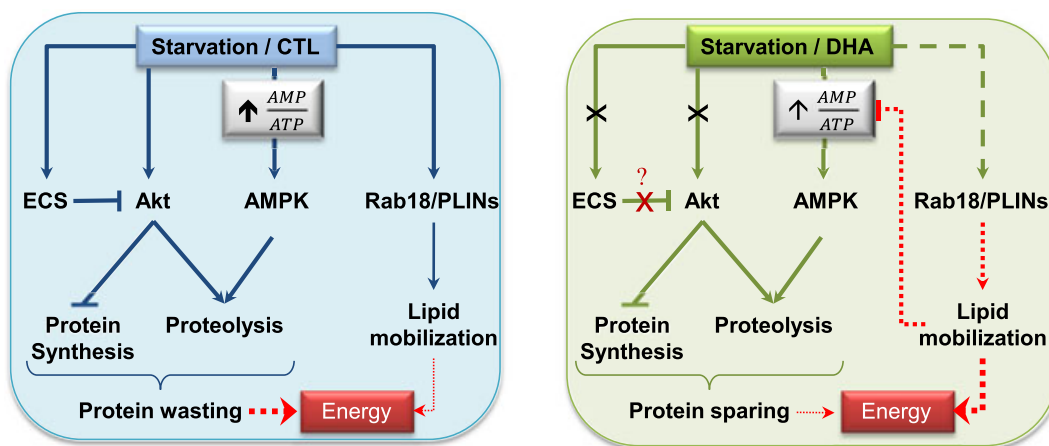 Starvation / CTL
AMP
ATP
ECS
Akt
AMPK
Rab18/PLINs
Protein
Synthesis
Proteolysis
Lipid
mobilization
Protein wasting
Energy
Starvation / DHA
X
X
AMP
ATP
?
X
ECS
Akt
AMPK
Rab18/PLINs
Protein
Synthesis
Proteolysis
Lipid
mobilization
Protein sparing
Energy